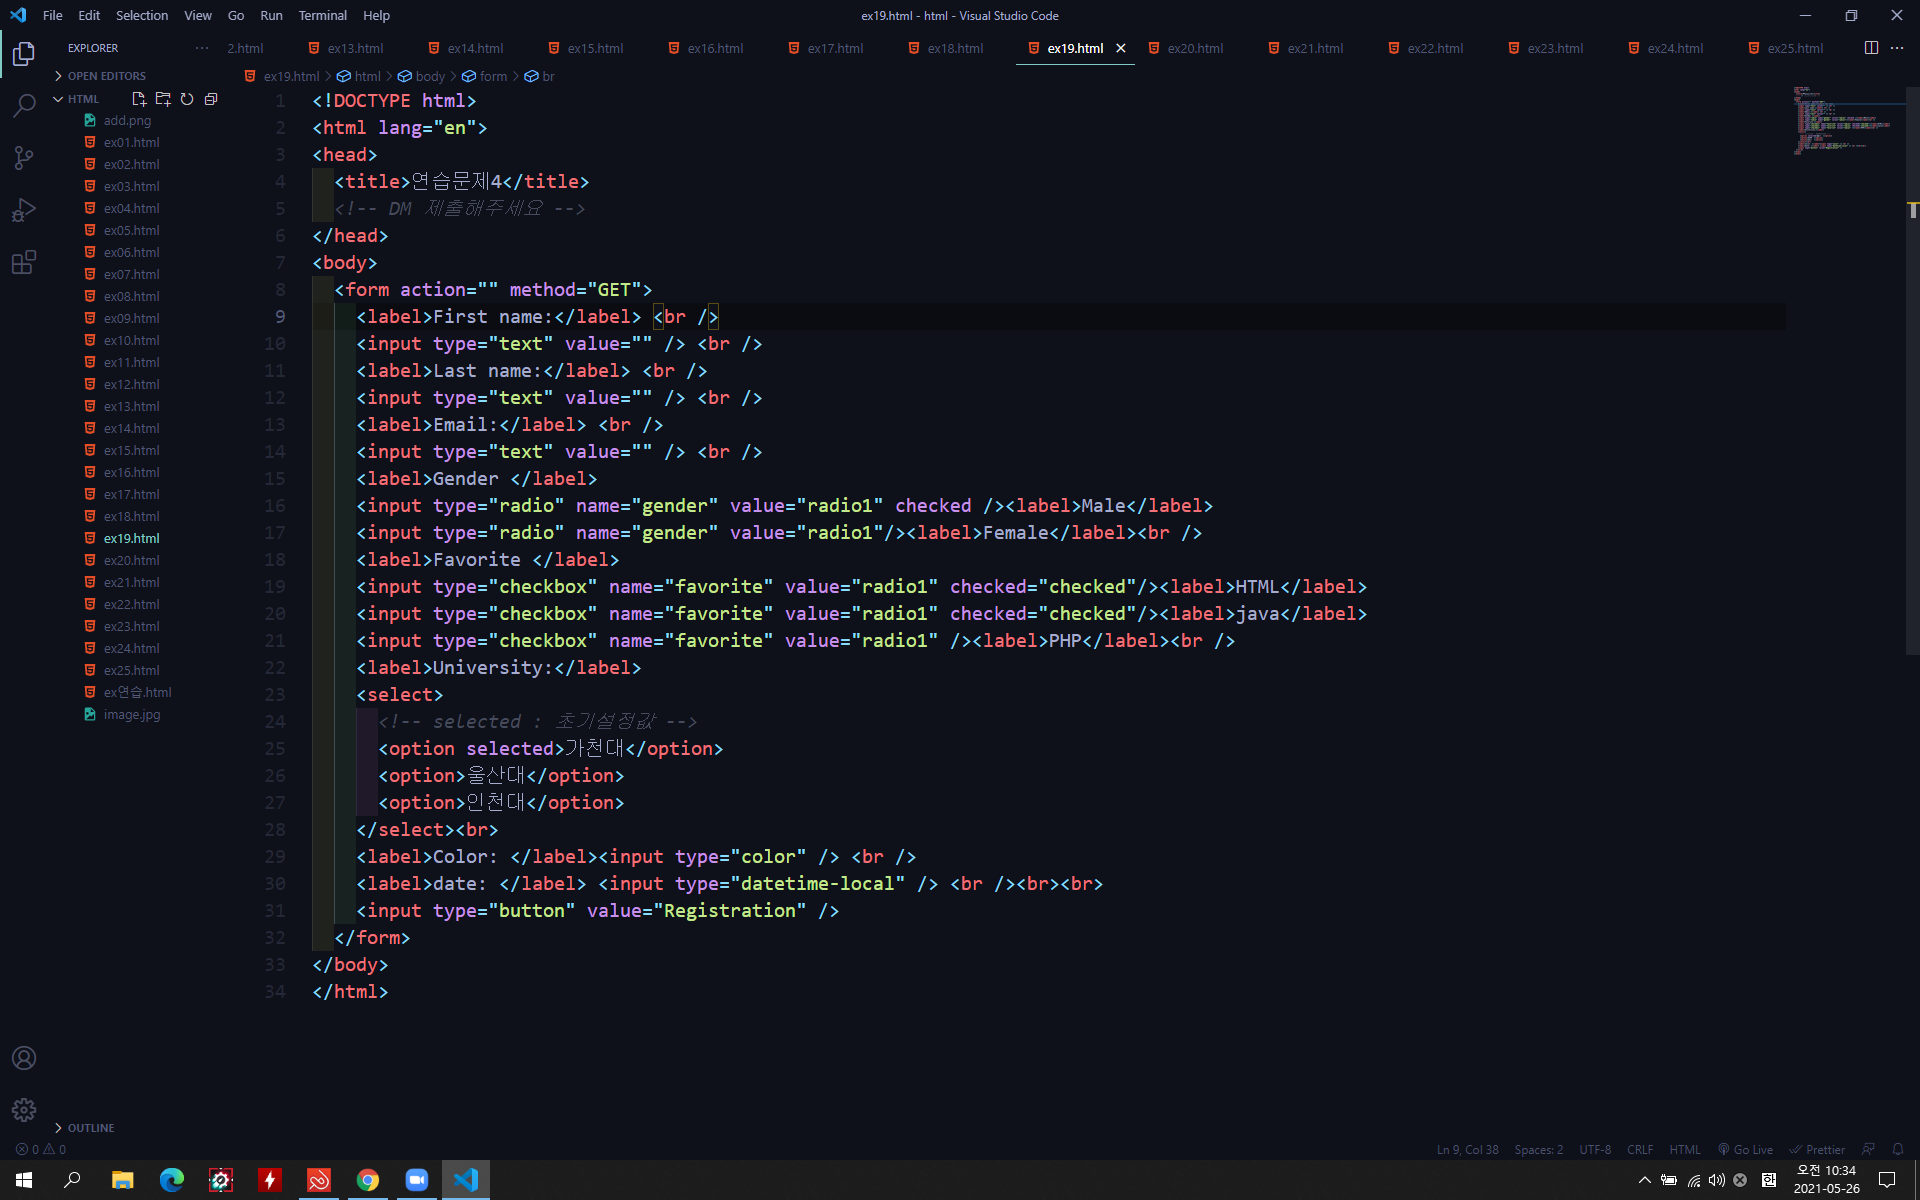 File Edit Selection View Go Run Terminal Help
ex19.html - html - Visual Studio Code
EXPLORER
2.html ex13.html ex14.html ex15.html ex16.html ex17.html ex18.html ex19.html ex20.html ex21.html ex22.html ex23.html ex24.html ex25.html
OPEN EDITORS
HTML
add.png
ex01.html
ex02.html
ex03.html
ex04.html
ex05.html
ex06.html
ex07.html
ex08.html
ex09.html
ex10.html
ex11.html
ex12.html
ex13.html
ex14.html
ex15.html
ex16.html
ex17.html
ex18.html
ex19.html
ex20.html
ex21.html
ex22.html
ex23.html
ex24.html
ex25.html
ex연습.html
image.jpg
OUTLINE
ex19.html > html > body > form > br
1 <!DOCTYPE html>
2 <html lang="en">
3 <head>
4 <title>연습문제4</title>
5 <!-- DM 제출해주세요 -->
6 </head>
7 <body>
8 <form action="" method="GET">
9 <label>First name:</label> <br />
10 <input type="text" value="" /> <br />
11 <label>Last name:</label> <br />
12 <input type="text" value="" /> <br />
13 <label>Email:</label> <br />
14 <input type="text" value="" /> <br />
15 <label>Gender </label>
16 <input type="radio" name="gender" value="radio1" checked /><label>Male</label>
17 <input type="radio" name="gender" value="radio1"/><label>Female</label><br />
18 <label>Favorite </label>
19 <input type="checkbox" name="favorite" value="radio1" checked="checked"/><label>HTML</label>
20 <input type="checkbox" name="favorite" value="radio1" checked="checked"/><label>java</label>
21 <input type="checkbox" name="favorite" value="radio1" /><label>PHP</label><br />
22 <label>University:</label>
23 <select>
24 <!-- selected : 초기설정값 -->
25 <option selected>가천대</option>
26 <option>울산대</option>
27 <option>인천대</option>
28 </select><br>
29 <label>Color: </label><input type="color" /> <br />
30 <label>date: </label> <input type="datetime-local" /> <br /><br><br>
31 <input type="button" value="Registration" />
32 </form>
33 </body>
34 </html>
0 0
Ln 9, Col 38 Spaces: 2 UTF-8 CRLF HTML Go Live Prettier
오전 10:34
2021-05-26